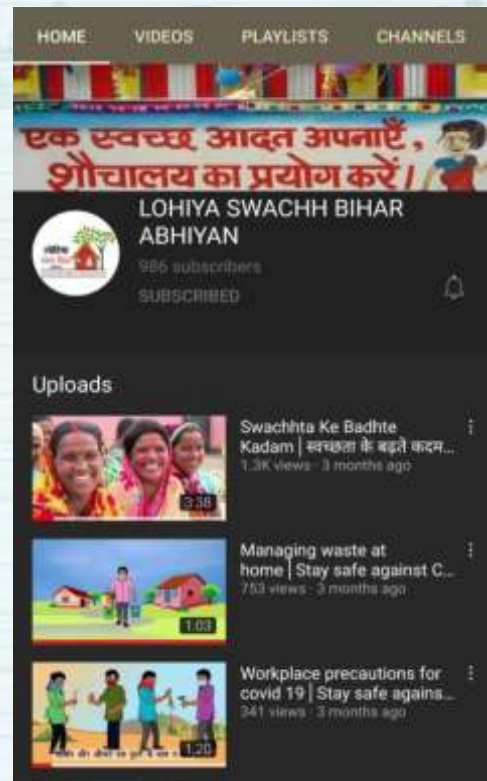 HOME VIDEOS PLAYLISTS CHANNELS
एक स्वच्छ आदत अपनाएँ,
शौचालय का प्रयोग करें।
LOHIYA SWACHH BIHAR
ABHIYAN
986 subscribers
SUBSCRIBED
Uploads
Swachhta Ke Badhte
Kadam | स्वच्छता के बढ़ते कदम...
1.3K views · 3 months ago
3:38
Managing waste at
home | Stay safe against C...
753 views · 3 months ago
1:03
Workplace precautions for
covid 19 | Stay safe agains...
341 views · 3 months ago
1:20